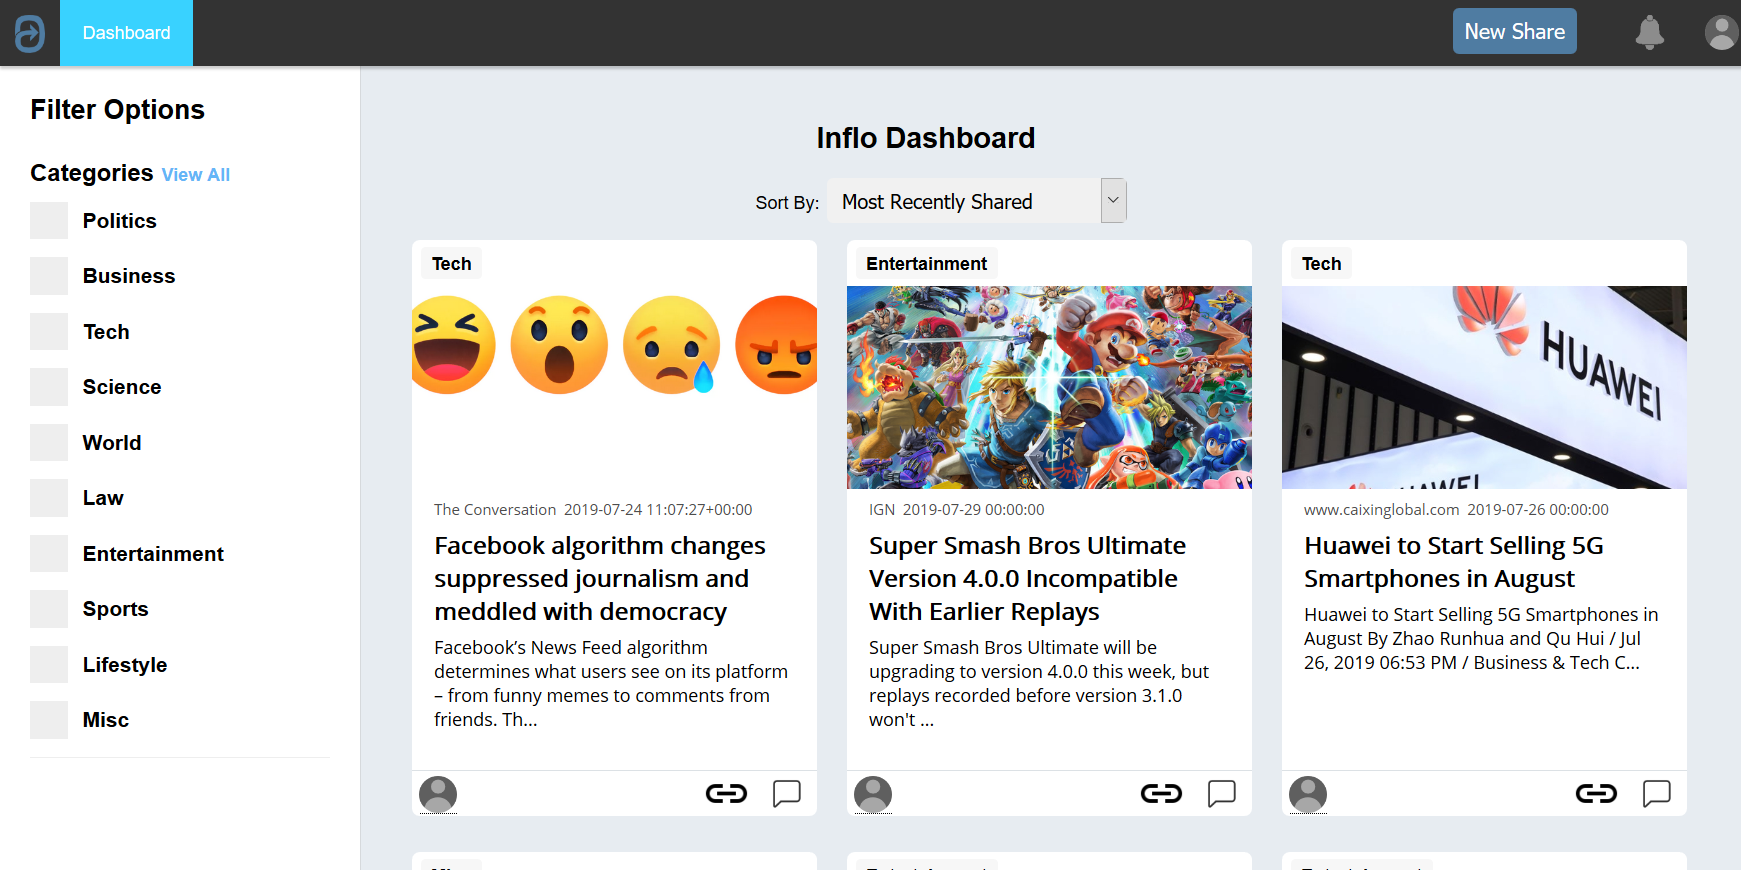 Dashboard
New Share
Filter Options
Categories View All
Politics
Business
Tech
Science
World
Law
Entertainment
Sports
Lifestyle
Misc
Inflo Dashboard
Sort By: Most Recently Shared
Tech
The Conversation 2019-07-24 11:07:27+00:00
Facebook algorithm changes
suppressed journalism and
meddled with democracy
Facebook’s News Feed algorithm
determines what users see on its platform
– from funny memes to comments from
friends. Th...
Entertainment
IGN 2019-07-29 00:00:00
Super Smash Bros Ultimate
Version 4.0.0 Incompatible
With Earlier Replays
Super Smash Bros Ultimate will be
upgrading to version 4.0.0 this week, but
replays recorded before version 3.1.0
won't ...
Tech
HUAWEI
HUAWEI
www.caixinglobal.com 2019-07-26 00:00:00
Huawei to Start Selling 5G
Smartphones in August
Huawei to Start Selling 5G Smartphones in
August By Zhao Runhua and Qu Hui / Jul
26, 2019 06:53 PM / Business & Tech C...